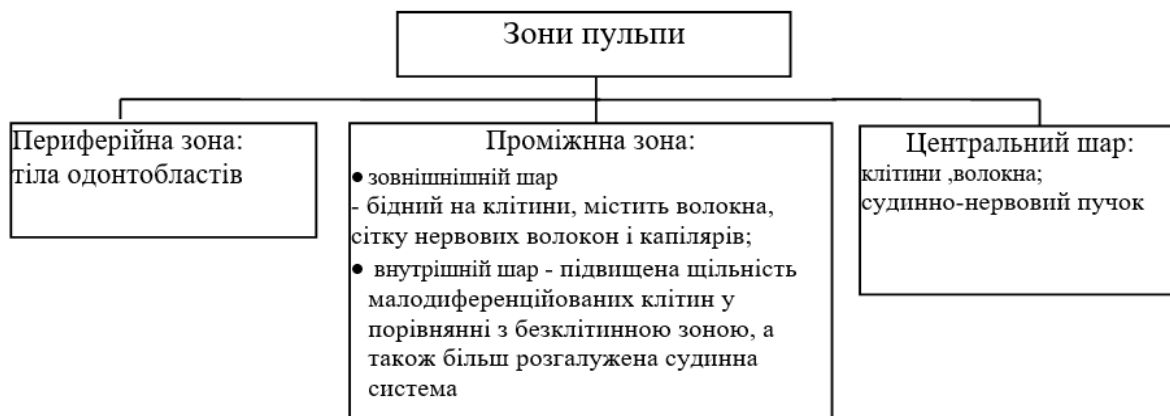 Зони пульпи
Периферійна зона:
тіла одонтобластів
Проміжнна зона:
● зовнішнішній шар
- бідний на клітини, містить волокна,
сітку нервових волокон і капілярів;
● внутрішній шар - підвищена щільність
малодиференційованих клітин у
порівнянні з безклітинною зоною, а
також більш розгалужена судинна
система
Центральний шар:
клітини ,волокна;
судинно-нервовий пучок